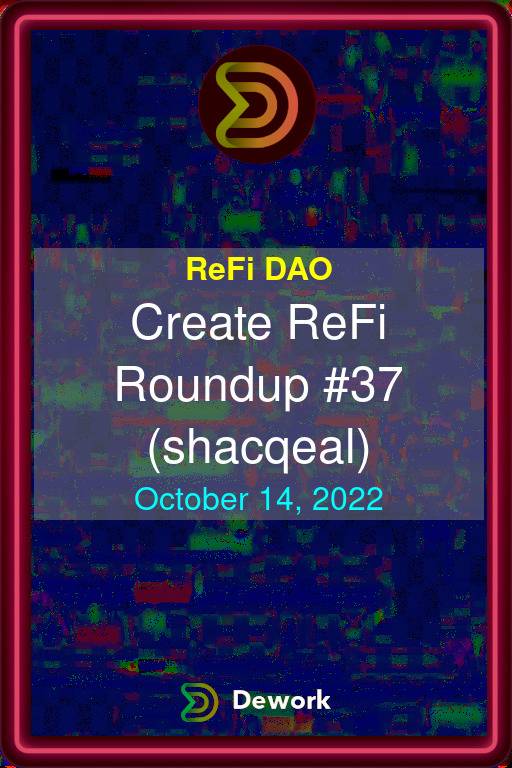 ReFi DAO
Create ReFi
Roundup #37
(shacqeal)
October 14, 2022
Dework